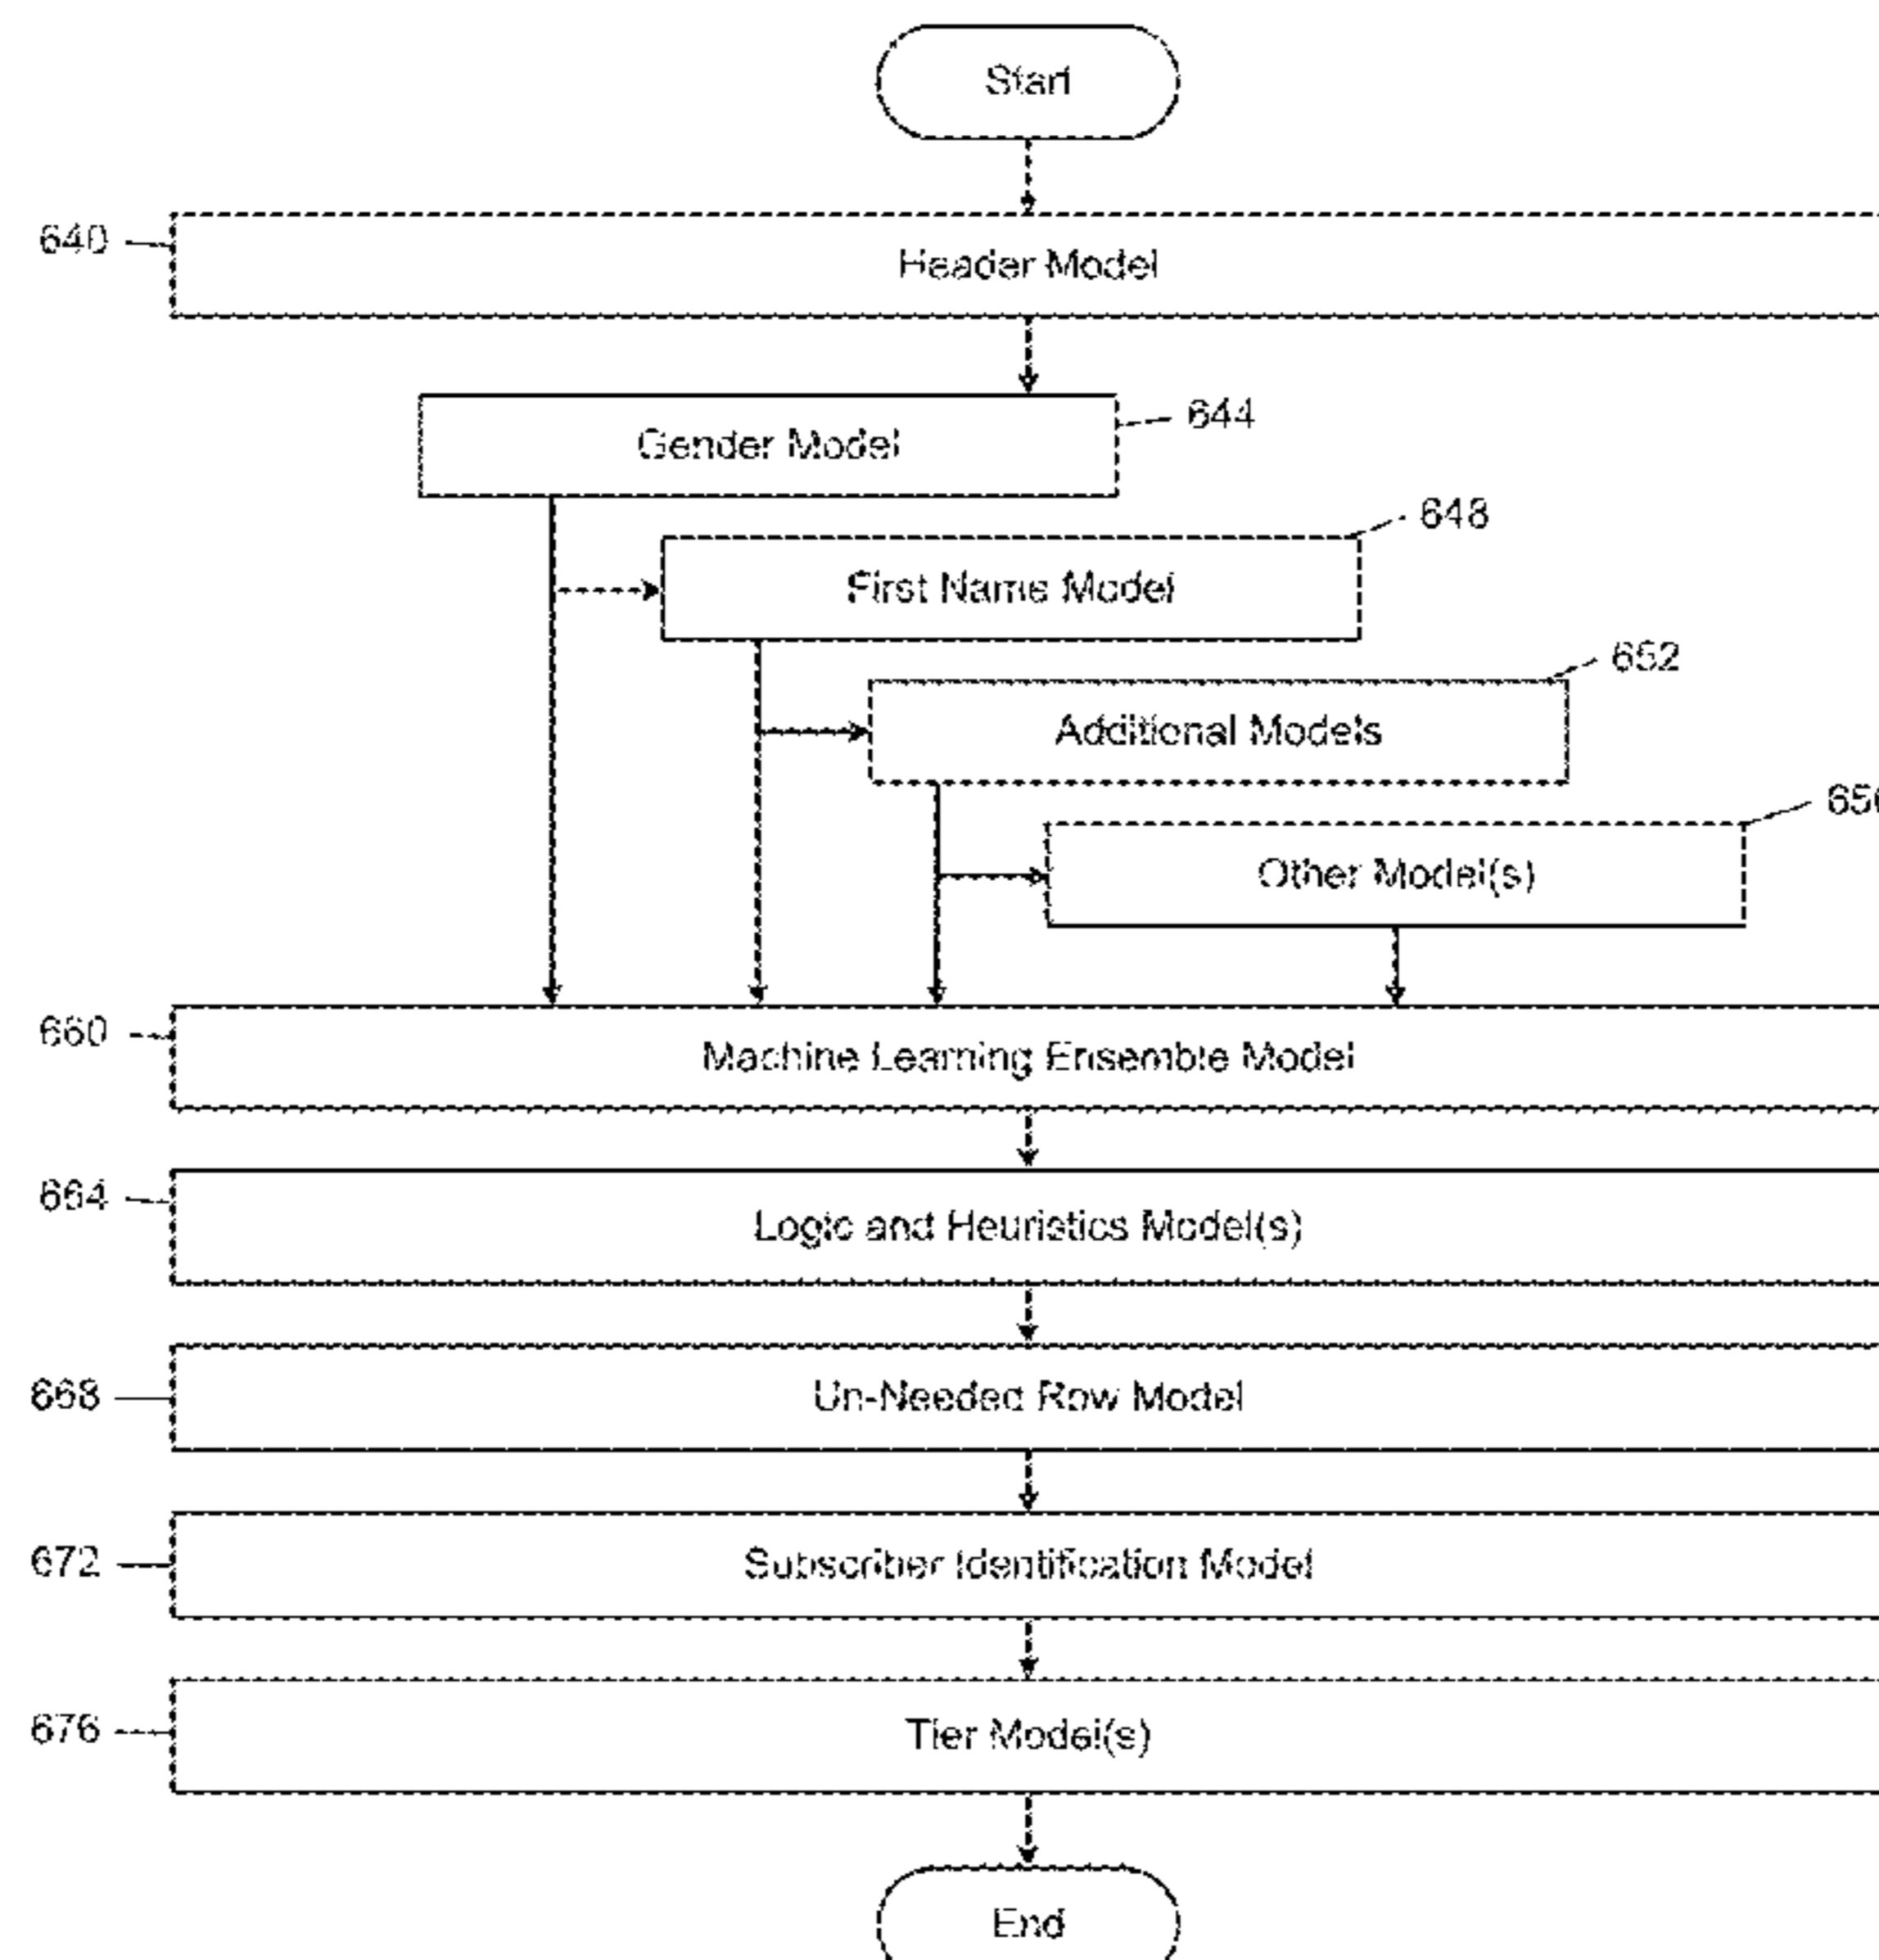 Start
640
Header Model
Gender Model
644
648
First Name Model
652
Additional Models
656
Other Model(s)
660
Machine Learning Ensemble Model
664
Logic and Heuristics Model(s)
668
Un-Needed Row Model
672
Subscriber Identification Model
676
Tier Model(s)
End